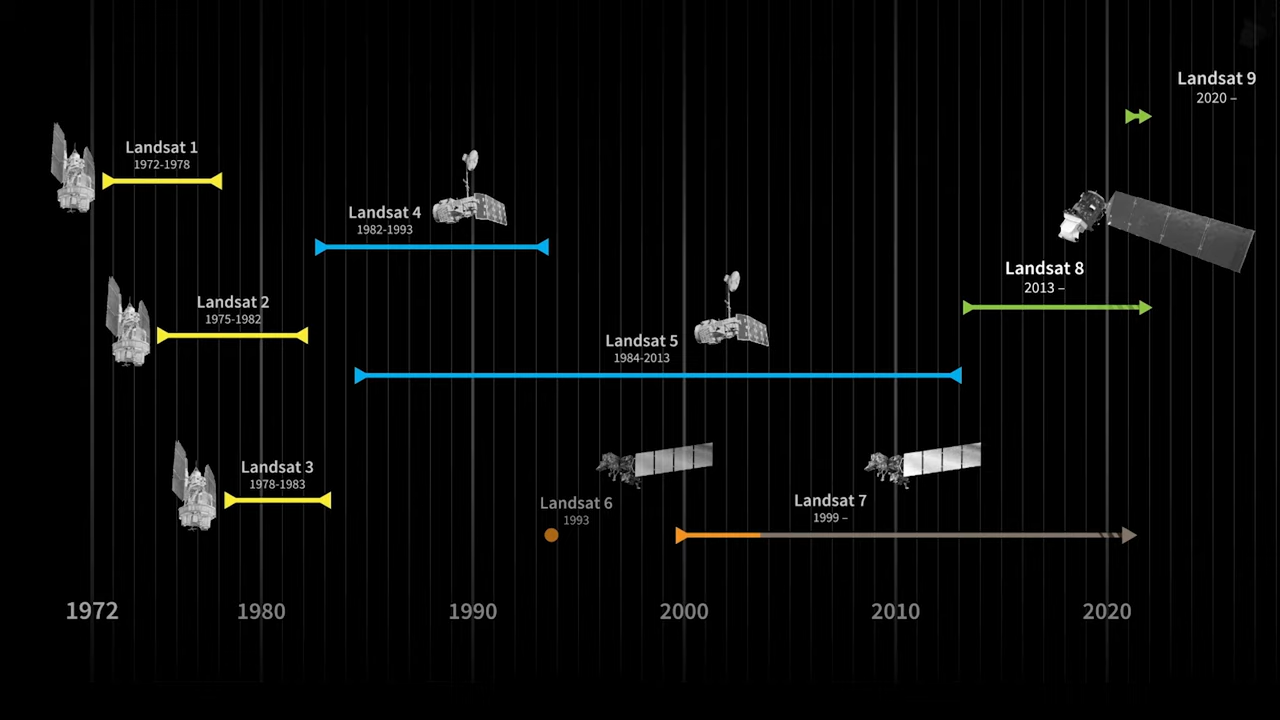 Landsat 9
2020 –
Landsat 1
1972-1978
Landsat 4
1982-1993
Landsat 8
2013 –
Landsat 2
1975-1982
Landsat 5
1984-2013
Landsat 3
1978-1983
Landsat 6
1993
Landsat 7
1999 –
1972
1980
1990
2000
2010
2020